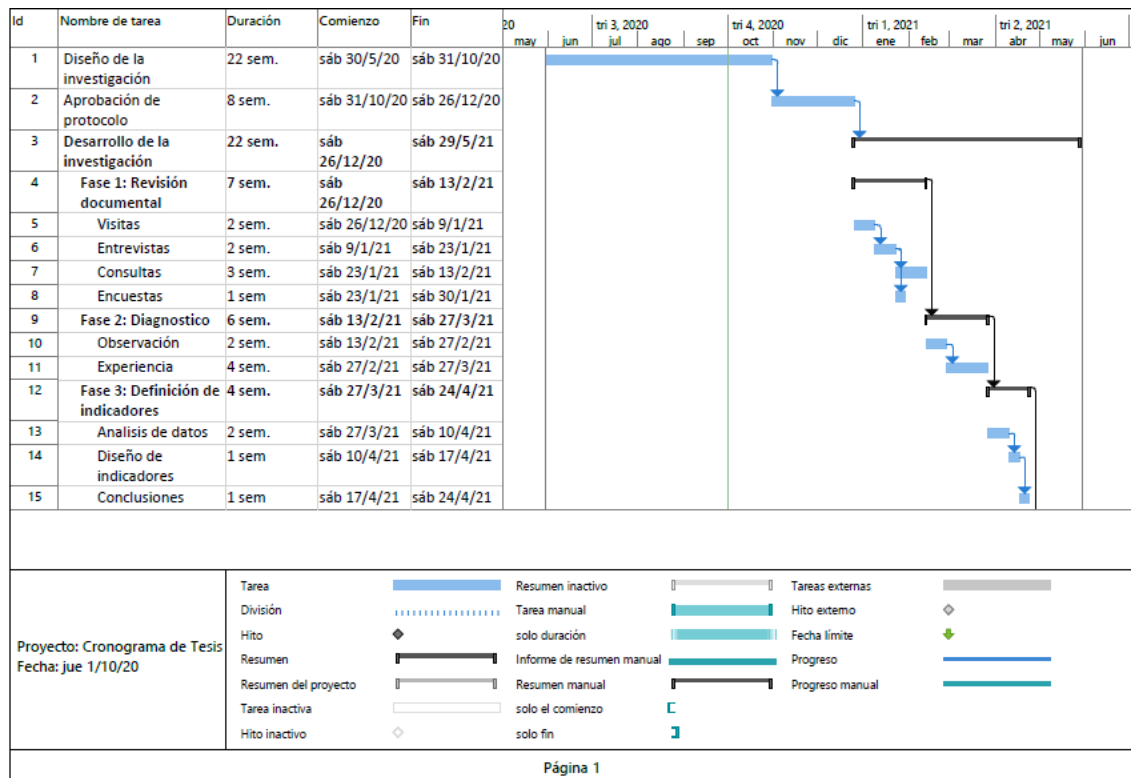 Id Nombre de tarea Duración Comienzo Fin 20 tri 3, 2020 tri 4, 2020 tri 1, 2021 tri 2, 2021
may jun jul ago sep oct nov dic ene feb mar abr may jun
1 Diseño de la 22 sem. sáb 30/5/20 sáb 31/10/20
investigación
2 Aprobación de 8 sem. sáb 31/10/20 sáb 26/12/20
protocolo
3 Desarrollo de la 22 sem. sáb sáb 29/5/21
investigación 26/12/20
4 Fase 1: Revisión 7 sem. sáb sáb 13/2/21
documental 26/12/20
5 Visitas 2 sem. sáb 26/12/20 sáb 9/1/21
6 Entrevistas 2 sem. sáb 9/1/21 sáb 23/1/21
7 Consultas 3 sem. sáb 23/1/21 sáb 13/2/21
8 Encuestas 1 sem sáb 23/1/21 sáb 30/1/21
9 Fase 2: Diagnostico 6 sem. sáb 13/2/21 sáb 27/3/21
10 Observación 2 sem. sáb 13/2/21 sáb 27/2/21
11 Experiencia 4 sem. sáb 27/2/21 sáb 27/3/21
12 Fase 3: Definición de 4 sem. sáb 27/3/21 sáb 24/4/21
indicadores
13 Analisis de datos 2 sem. sáb 27/3/21 sáb 10/4/21
14 Diseño de 1 sem sáb 10/4/21 sáb 17/4/21
indicadores
15 Conclusiones 1 sem sáb 17/4/21 sáb 24/4/21
Proyecto: Cronograma de Tesis
Fecha: jue 1/10/20
Tarea Resumen inactivo Tareas externas
División Tarea manual Hito externo
Hito solo duración Fecha límite
Resumen Informe de resumen manual Progreso
Resumen del proyecto Resumen manual Progreso manual
Tarea inactiva solo el comienzo
Hito inactivo solo fin
Página 1